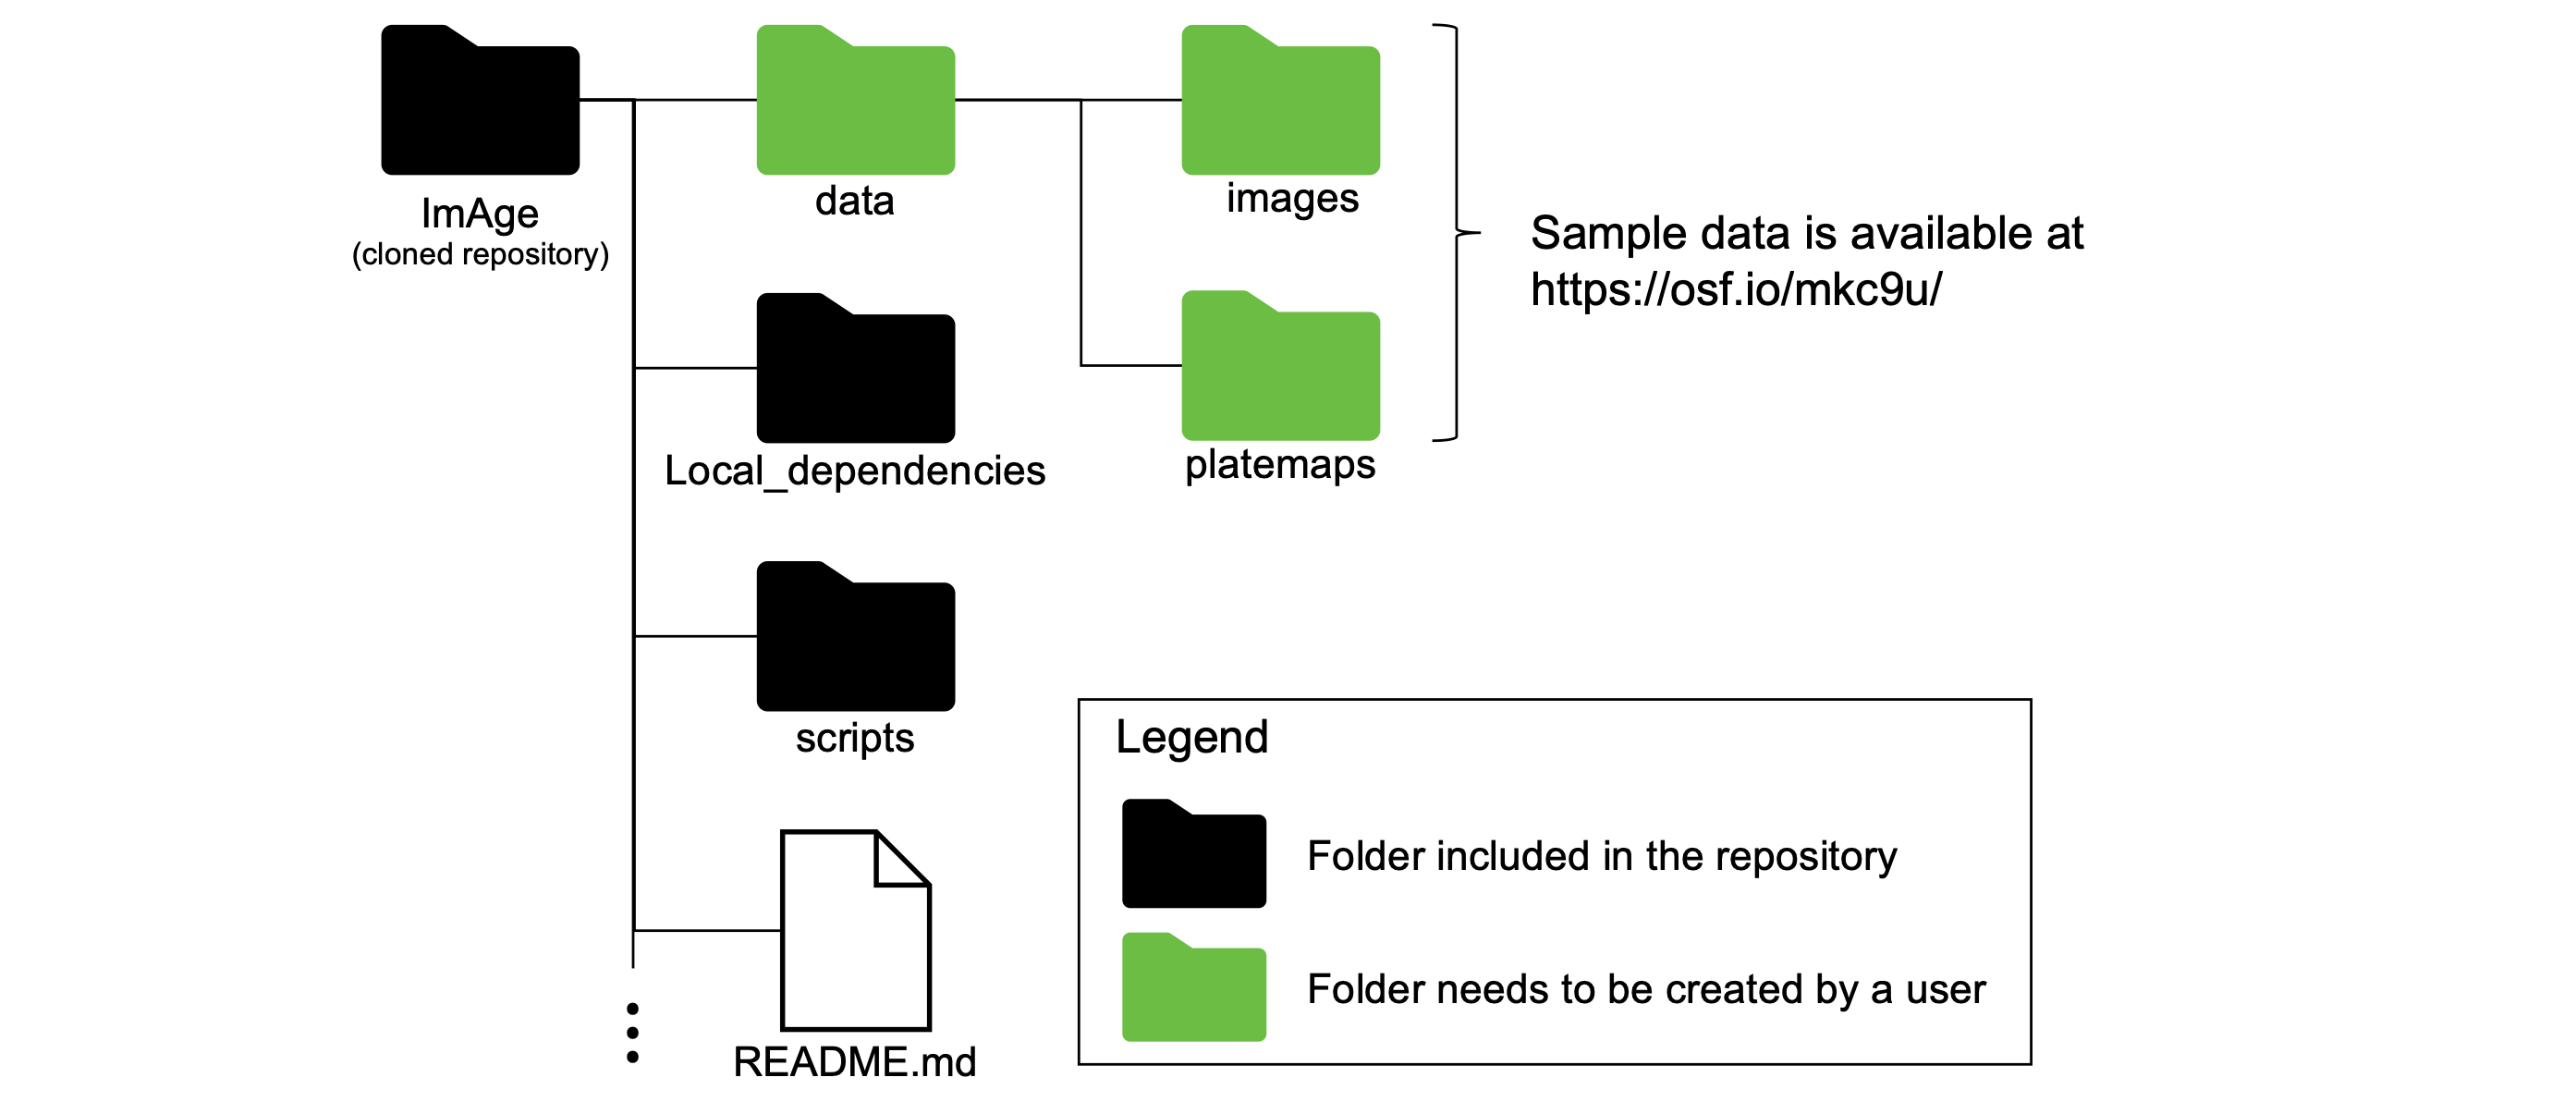 ImAge
(cloned repository)
data
images
Sample data is available at
https://osf.io/mkc9u/
Local_dependencies
platemaps
scripts
README.md
Legend
Folder included in the repository
Folder needs to be created by a user